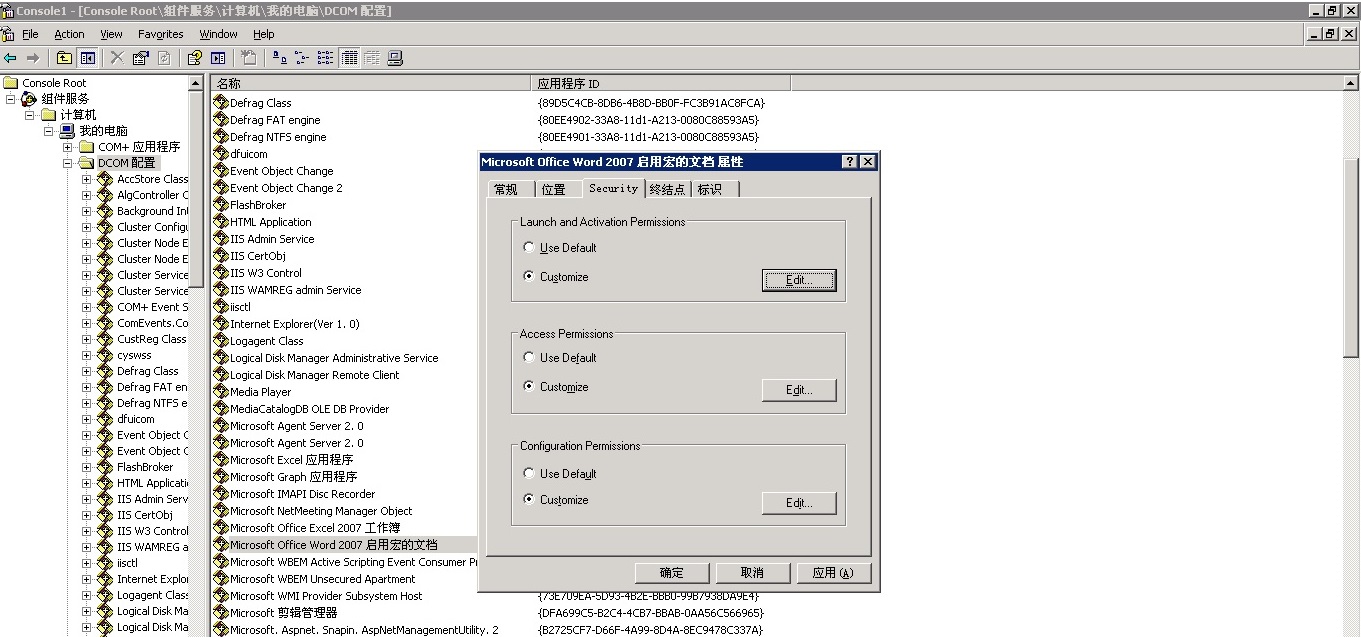 Console1 - [Console Root\组件服务\计算机\我的电脑\DCOM 配置]
File Action View Favorites Window Help
Console Root
组件服务
计算机
我的电脑
COM+ 应用程序
DCOM 配置
AccStore Class
AlgController C
Background Int
Cluster Configu
Cluster Node E
Cluster Node E
Cluster Service
Cluster Service
COM+ Event S
ComEvents.Co
CustReg Class
cyswss
Defrag Class
Defrag FAT en
Defrag NTFS e
dfuicom
Event Object C
Event Object C
FlashBroker
HTML Applicati
IIS Admin Serv
IIS CertObj
IIS W3 Control
IIS WAMREG a
iisctl
Internet Explor
Logagent Class
Logical Disk Ma
Logical Disk Ma
名称 应用程序 ID
Defrag Class {89D5C4CB-8DB6-4B8D-BB0F-FC3B91AC8FCA}
Defrag FAT engine {80EE4902-33A8-11d1-A213-0080C88593A5}
Defrag NTFS engine {80EE4901-33A8-11d1-A213-0080C88593A5}
dfuicom
Event Object Change
Event Object Change 2
FlashBroker
HTML Application
IIS Admin Service
IIS CertObj
IIS W3 Control
IIS WAMREG admin Service
iisctl
Internet Explorer(Ver 1.0)
Logagent Class
Logical Disk Manager Administrative Service
Logical Disk Manager Remote Client
Media Player
MediaCatalogDB OLE DB Provider
Microsoft Agent Server 2.0
Microsoft Agent Server 2.0
Microsoft Excel 应用程序
Microsoft Graph 应用程序
Microsoft IMAPI Disc Recorder
Microsoft NetMeeting Manager Object
Microsoft Office Excel 2007 工作簿
Microsoft Office Word 2007 启用宏的文档
Microsoft WBEM Active Scripting Event Consumer Pr
Microsoft WBEM Unsecured Apartment
Microsoft WMI Provider Subsystem Host {73E709EA-5D93-4B2E-BBB0-99B7938DA9E4}
Microsoft 剪辑管理器 {DFA699C5-B2C4-4CB7-BBAB-0AA56C566965}
Microsoft.Aspnet.Snapin.AspNetManagementUtility.2 {B2725CF7-D66F-4A99-8D4A-8EC9478C337A}
Microsoft Office Word 2007 启用宏的文档 属性
常规 位置 Security 终结点 标识
Launch and Activation Permissions
Use Default
Customize
Edit...
Access Permissions
Use Default
Customize
Edit...
Configuration Permissions
Use Default
Customize
Edit...
确定 取消 应用(A)